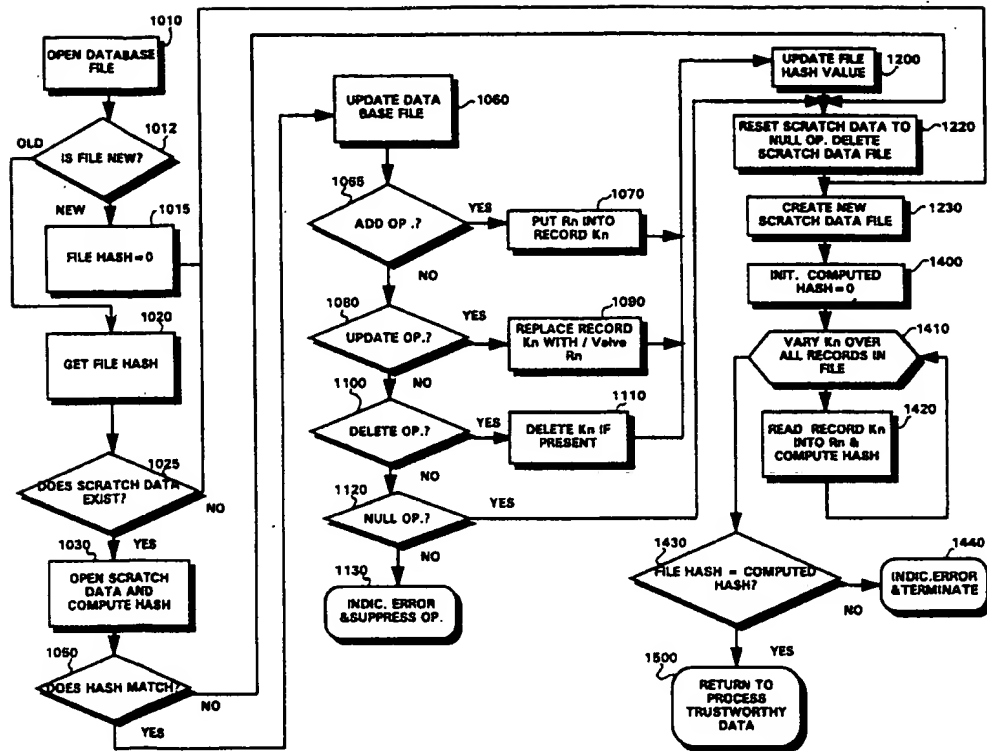 1010
OPEN DATABASE
FILE
1012
OLD
IS FILE NEW?
NEW
1015
FILE HASH=0
1020
GET FILE HASH
1025
DOES SCRATCH DATA
EXIST?
NO
YES
1030
OPEN SCRATCH
DATA AND
COMPUTE HASH
1050
DOES HASH MATCH?
NO
YES
UPDATE DATA
BASE FILE
1060
1065
ADD OP .?
YES
1070
PUT Rn INTO
RECORD Kn
NO
1080
UPDATE OP.?
YES
1090
REPLACE RECORD
Kn WITH / Valve
Rn
NO
1100
DELETE OP.?
YES
1110
DELETE Kn IF
PRESENT
NO
1120
NULL OP.?
YES
NO
1130
INDIC. ERROR
&SUPPRESS OP.
UPDATE FILE
HASH VALUE
1200
RESET SCRATCH DATA TO
NULL OP. DELETE
SCRATCH DATA FILE
1220
CREATE NEW
SCRATCH DATA FILE
1230
INIT. COMPUTED
HASH=0
1400
1410
VARY Kn OVER
ALL RECORDS IN
FILE
1420
READ RECORD Kn
INTO Rn &
COMPUTE HASH
1430
FILE HASH = COMPUTED
HASH?
NO
1440
INDIC.ERROR
&TERMINATE
YES
1500
RETURN TO
PROCESS
TRUSTWORTHY
DATA